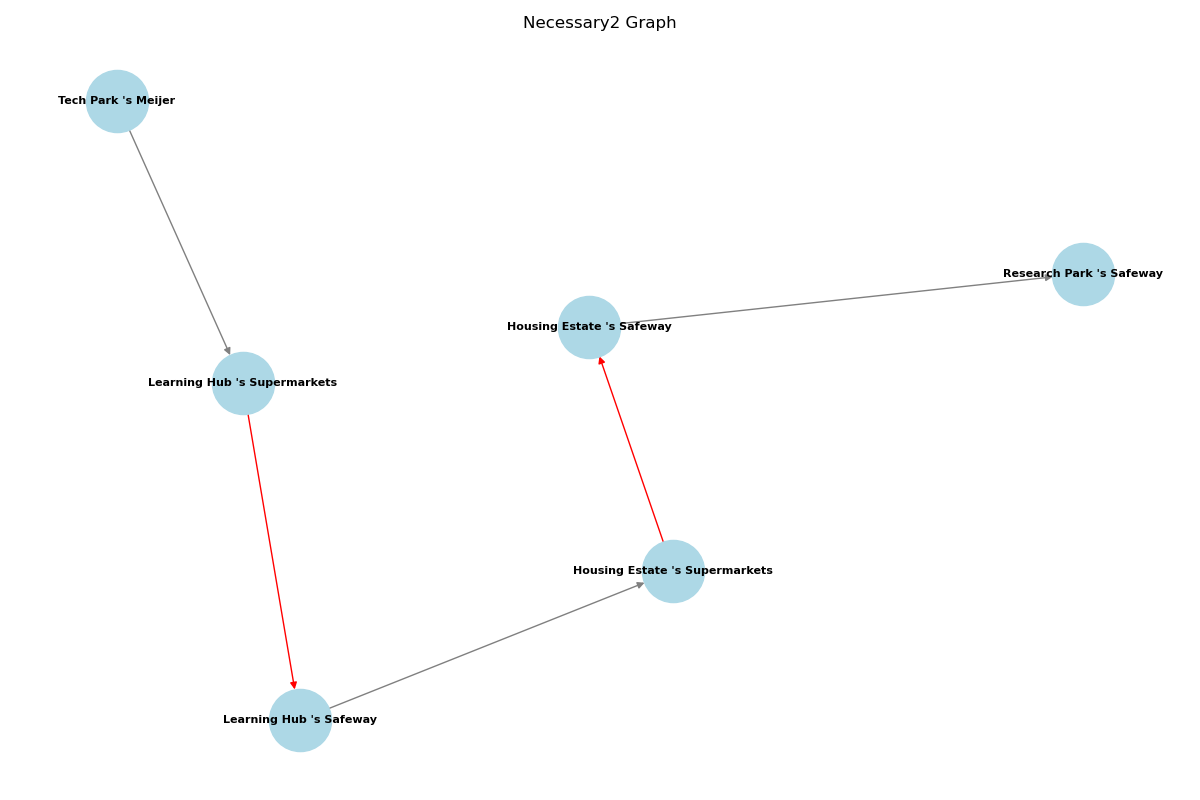 Necessary2 Graph
Tech Park 's Meijer
Research Park 's Safeway
Housing Estate 's Safeway
Learning Hub 's Supermarkets
Housing Estate 's Supermarkets
Learning Hub 's Safeway